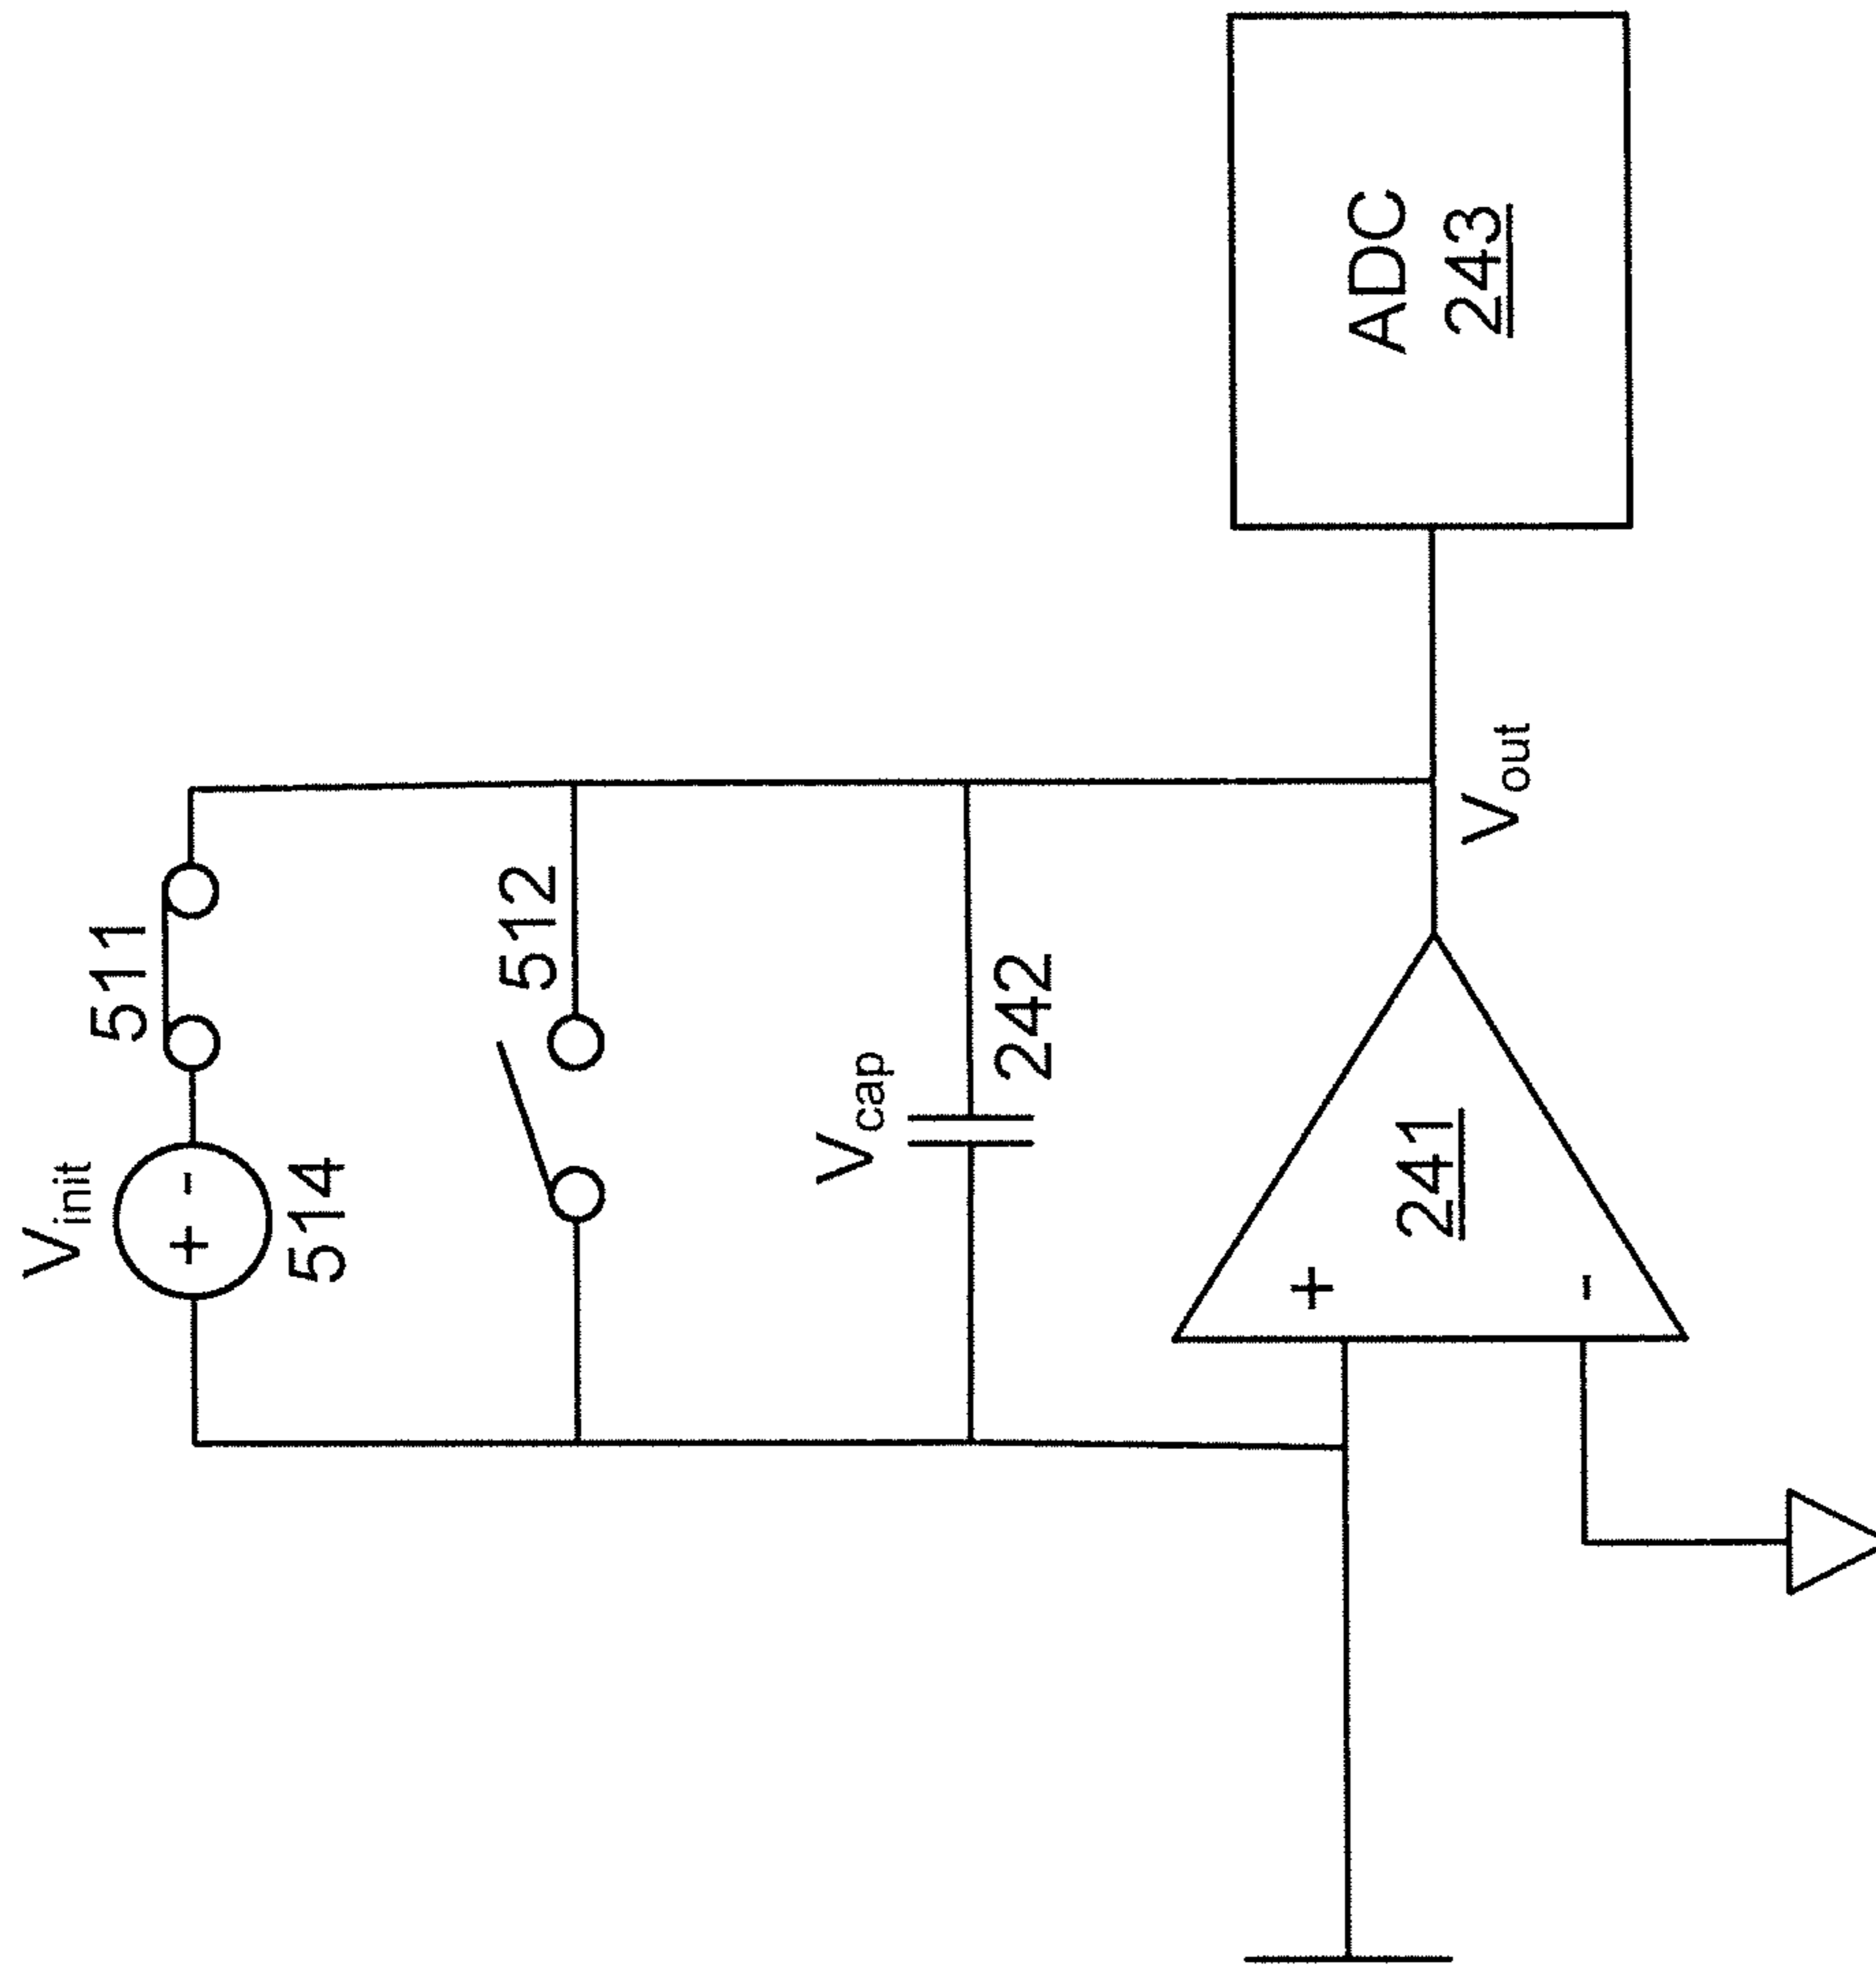 V_init
+ -
514
511
512
V_cap
242
+
-
241
V_out
ADC
243